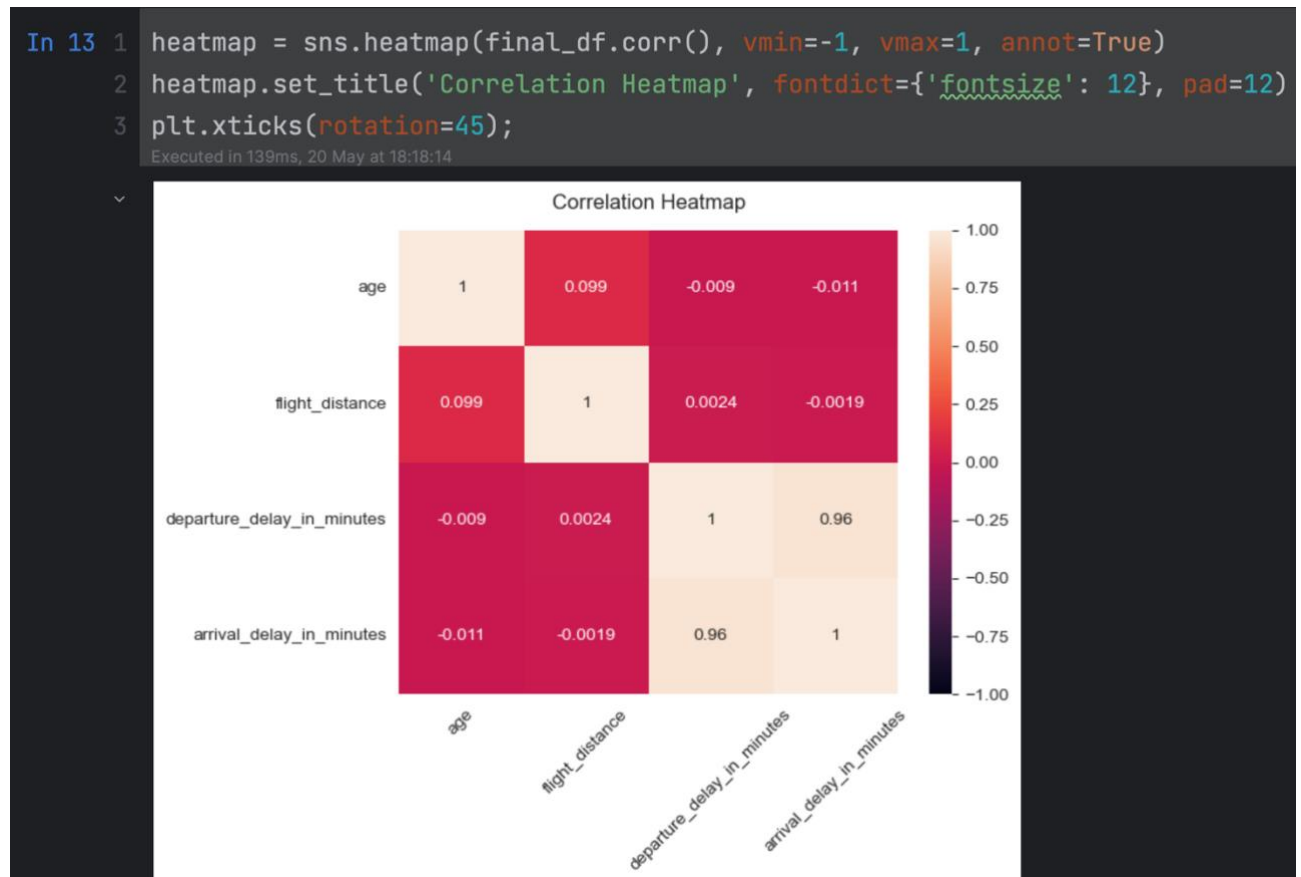 In 13 1 heatmap = sns.heatmap(final_df.corr(), vmin=-1, vmax=1, annot=True)
2 heatmap.set_title('Correlation Heatmap', fontdict={'fontsize': 12}, pad=12)
3 plt.xticks(rotation=45);
Executed in 139ms, 20 May at 18:18:14
Correlation Heatmap
1.00
age 1 0.099 -0.009 -0.011
0.75
0.50
flight_distance 0.099 1 0.0024 -0.0019
0.25
0.00
departure_delay_in_minutes -0.009 0.0024 1 0.96
−0.25
−0.50
arrival_delay_in_minutes -0.011 -0.0019 0.96 1
−0.75
−1.00
age
flight_distance
departure_delay_in_minutes
arrival_delay_in_minutes